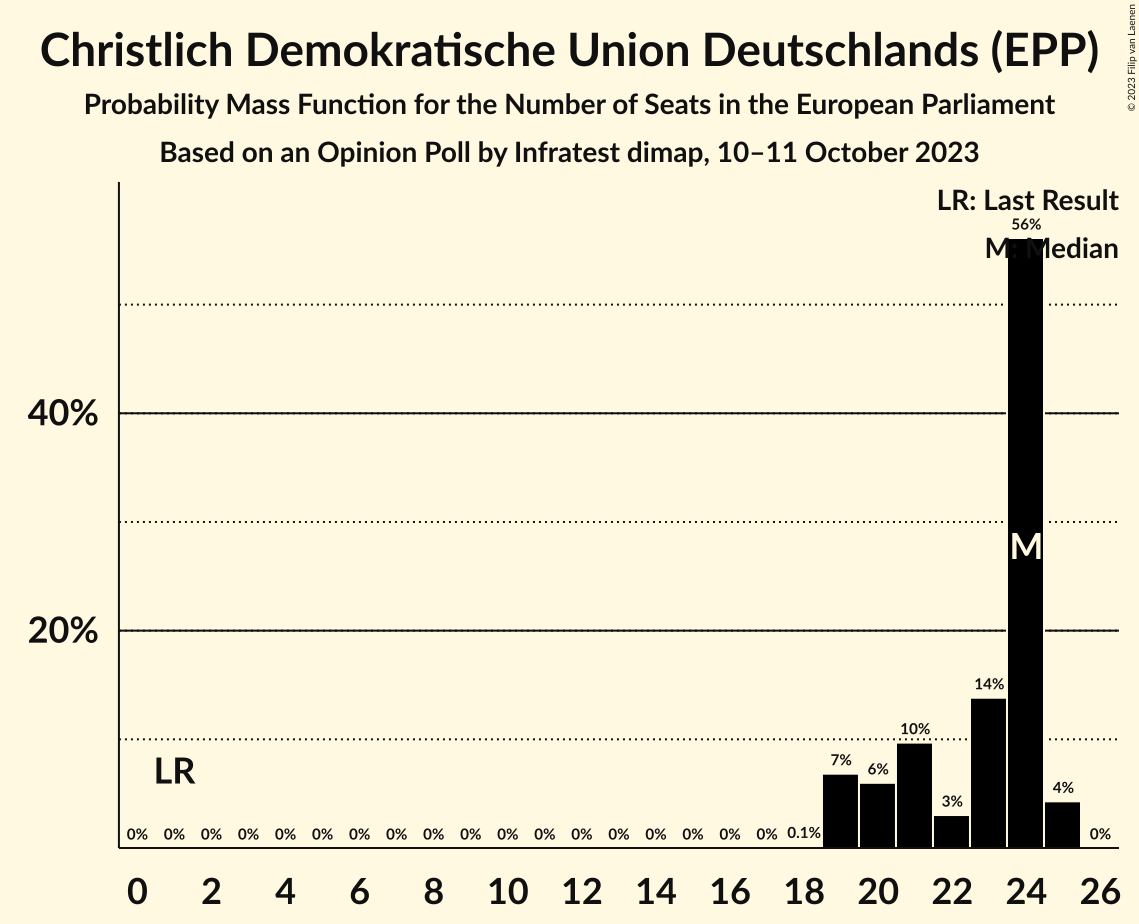 Christlich Demokratische Union Deutschlands (EPP)
Probability Mass Function for the Number of Seats in the European Parliament
Based on an Opinion Poll by Infratest dimap, 10–11 October 2023
© 2023 Filip van Laenen
LR: Last Result
56%
M: Median
40%
M
20%
14%
10%
LR
7%
6%
4%
3%
0% 0% 0% 0% 0% 0% 0% 0% 0% 0% 0% 0% 0% 0% 0% 0% 0% 0% 0.1% 0%
0 2 4 6 8 10 12 14 16 18 20 22 24 26